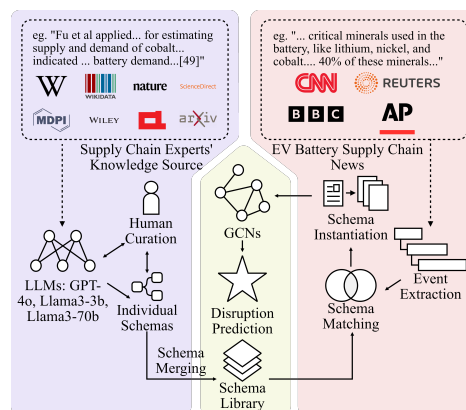 eg. "Fu et al applied... for estimating
supply and demand of cobalt...
indicated ... battery demand...[49]"
W
WIKIDATA
nature
ScienceDirect
MDPI
WILEY
arXiv
Supply Chain Experts'
Knowledge Source
eg. "... critical minerals used in the
battery, like lithium, nickel, and
cobalt.... 40% of these minerals..."
CNN
REUTERS
BBC
AP
EV Battery Supply Chain
News
Human
Curation
LLMs: GPT-
4o, Llama3-3b,
Llama3-70b
Individual
Schemas
Schema
Merging
GCNs
Disruption
Prediction
Schema
Library
Schema
Instantiation
Schema
Matching
Event
Extraction